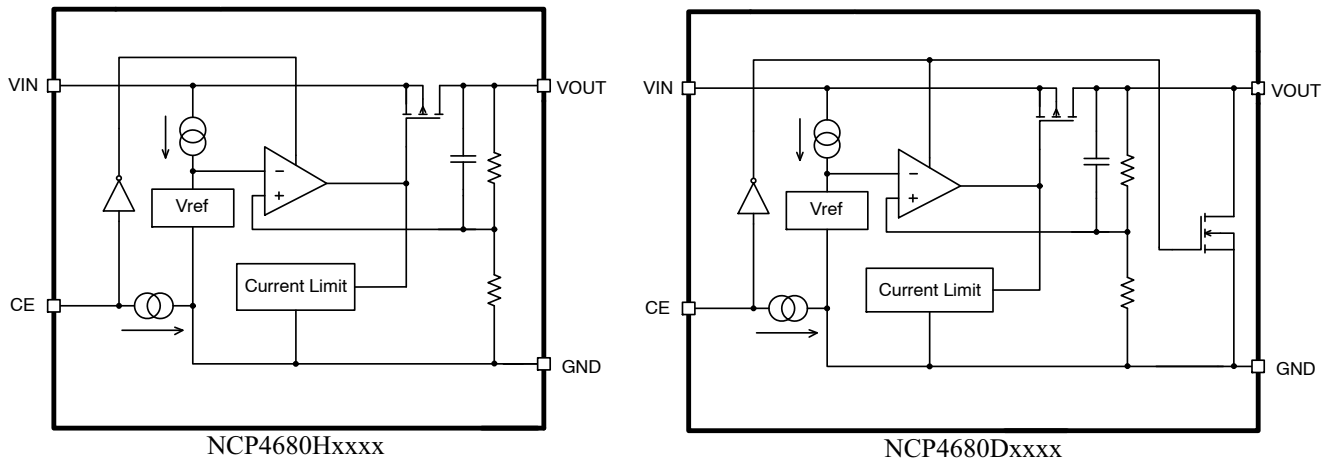 VIN
VOUT
−
+
Vref
Current Limit
CE
GND
NCP4680Hxxxx
VIN
VOUT
−
+
Vref
Current Limit
CE
GND
NCP4680Dxxxx